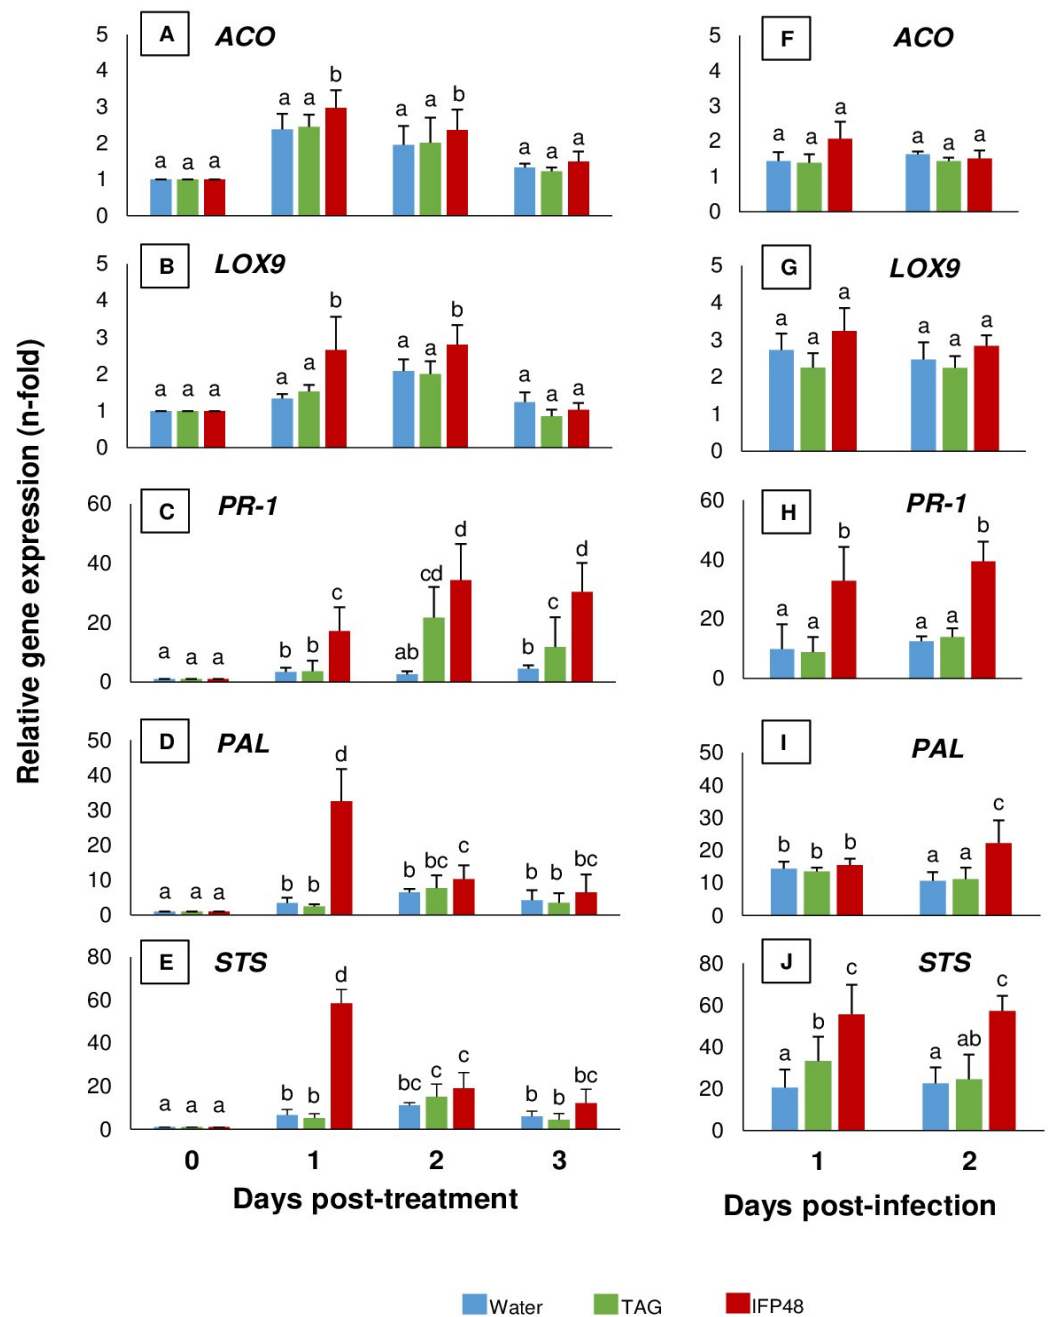 Relative gene expression (n-fold)
A ACO
5
4
3
2
1
0
a a a
a a b
a a b
a a a
B LOX9
5
4
3
2
1
0
a a a
a a b
a a b
a a a
C PR-1
60
40
20
0
a a a
b b c
ab cd d
b c d
D PAL
50
40
30
20
10
0
a a a
b b d
b bc c
b b bc
E STS
80
60
40
20
0
a a a
b b d
bc c c
b b bc
0 1 2 3
Days post-treatment
F ACO
5
4
3
2
1
0
a a a
a a a
G LOX9
5
4
3
2
1
0
a a a
a a a
H PR-1
60
40
20
0
a a b
a a b
I PAL
50
40
30
20
10
0
b b b
a a c
J STS
80
60
40
20
0
a b c
a ab c
1 2
Days post-infection
Water TAG IFP48